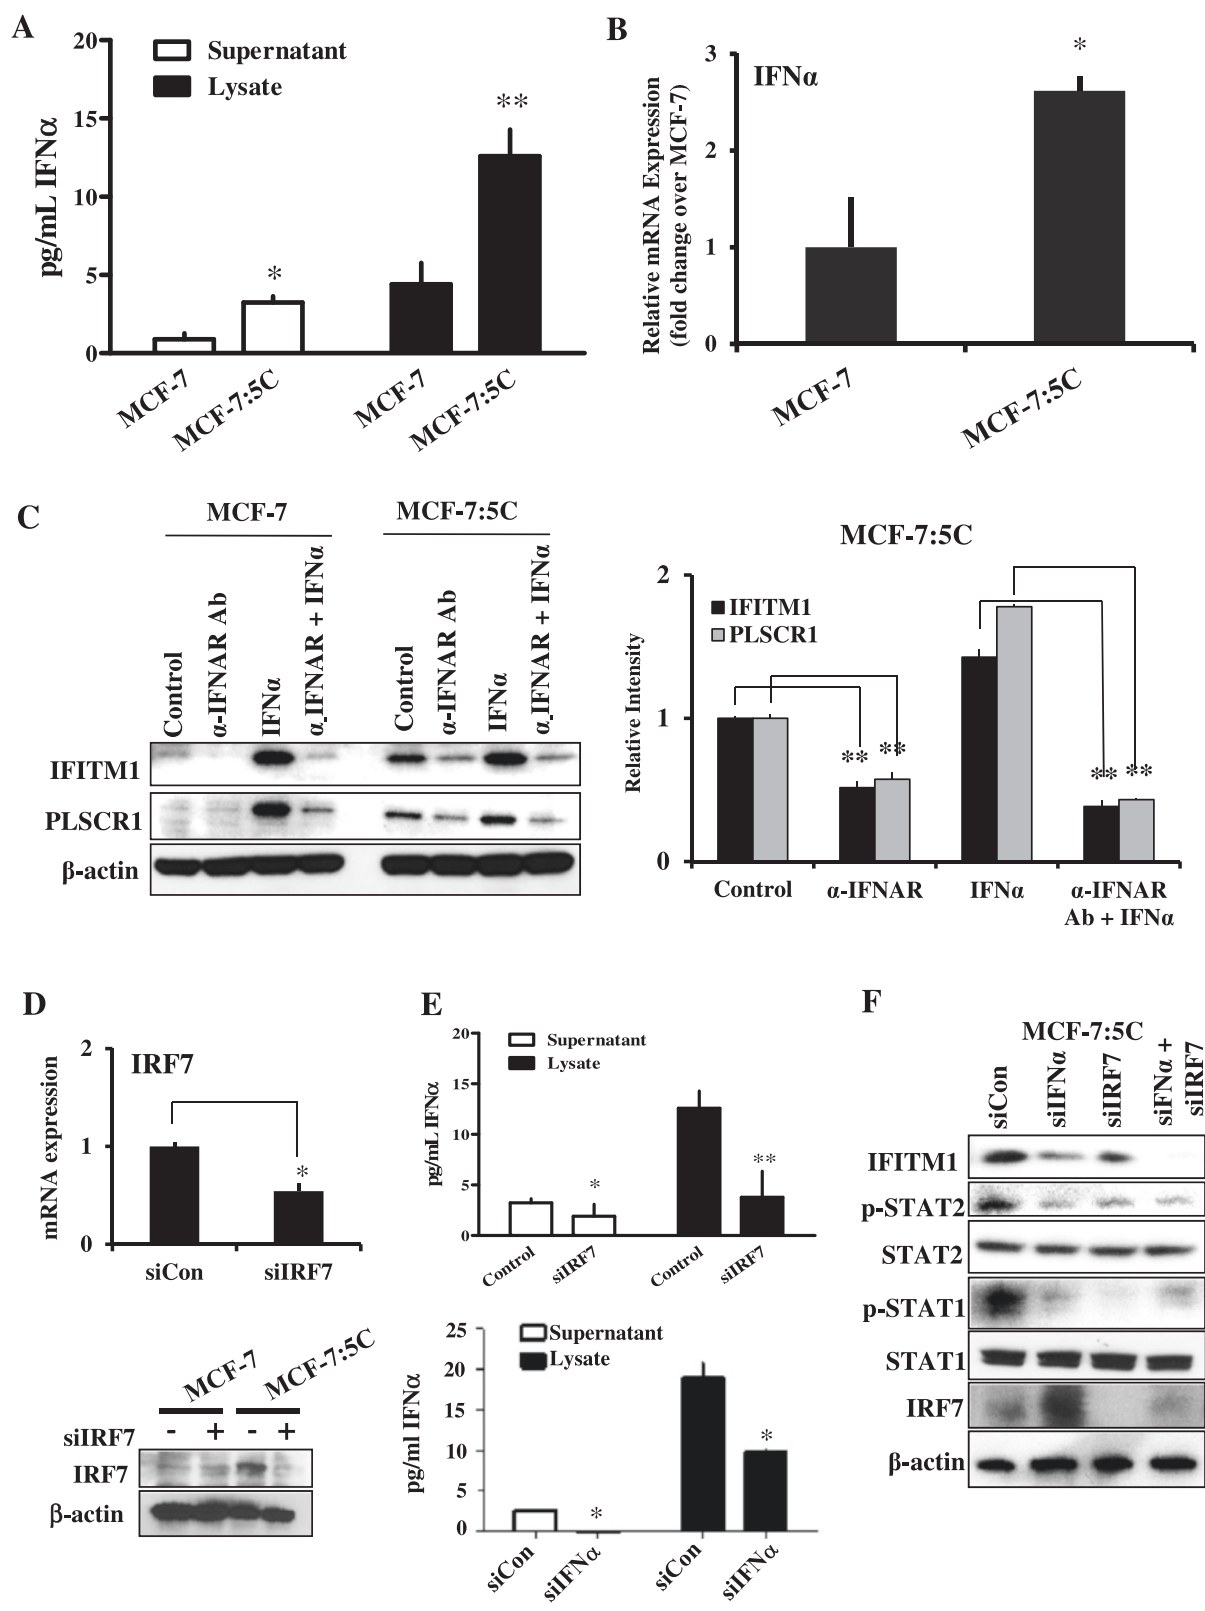 A
20
15
10
5
0
pg/mL IFNα
Supernatant
Lysate
*
**
MCF-7
MCF-7:5C
MCF-7
MCF-7:5C
B
3
2
1
0
Relative mRNA Expression
(fold change over MCF-7)
IFNα
*
MCF-7
MCF-7:5C
C
MCF-7
MCF-7:5C
Control
α-IFNAR Ab
IFNα
α-IFNAR + IFNα
Control
α-IFNAR Ab
IFNα
α-IFNAR + IFNα
IFITM1
PLSCR1
β-actin
MCF-7:5C
2
1
0
Relative Intensity
IFITM1
PLSCR1
** **
** **
Control
α-IFNAR
IFNα
α-IFNAR
Ab + IFNα
D
2
1
0
mRNA expression
IRF7
*
siCon
siIRF7
MCF-7
MCF-7:5C
siIRF7 - + - +
IRF7
β-actin
E
20
15
10
5
0
pg/mL IFNα
Supernatant
Lysate
*
**
Control
siIRF7
Control
siIRF7
25
20
15
10
5
0
pg/ml IFNα
Supernatant
Lysate
*
*
siCon
siIFNα
siCon
siIFNα
F
MCF-7:5C
siCon
siIFNα
siIRF7
siFNα +
siIRF7
IFITM1
p-STAT2
STAT2
p-STAT1
STAT1
IRF7
β-actin